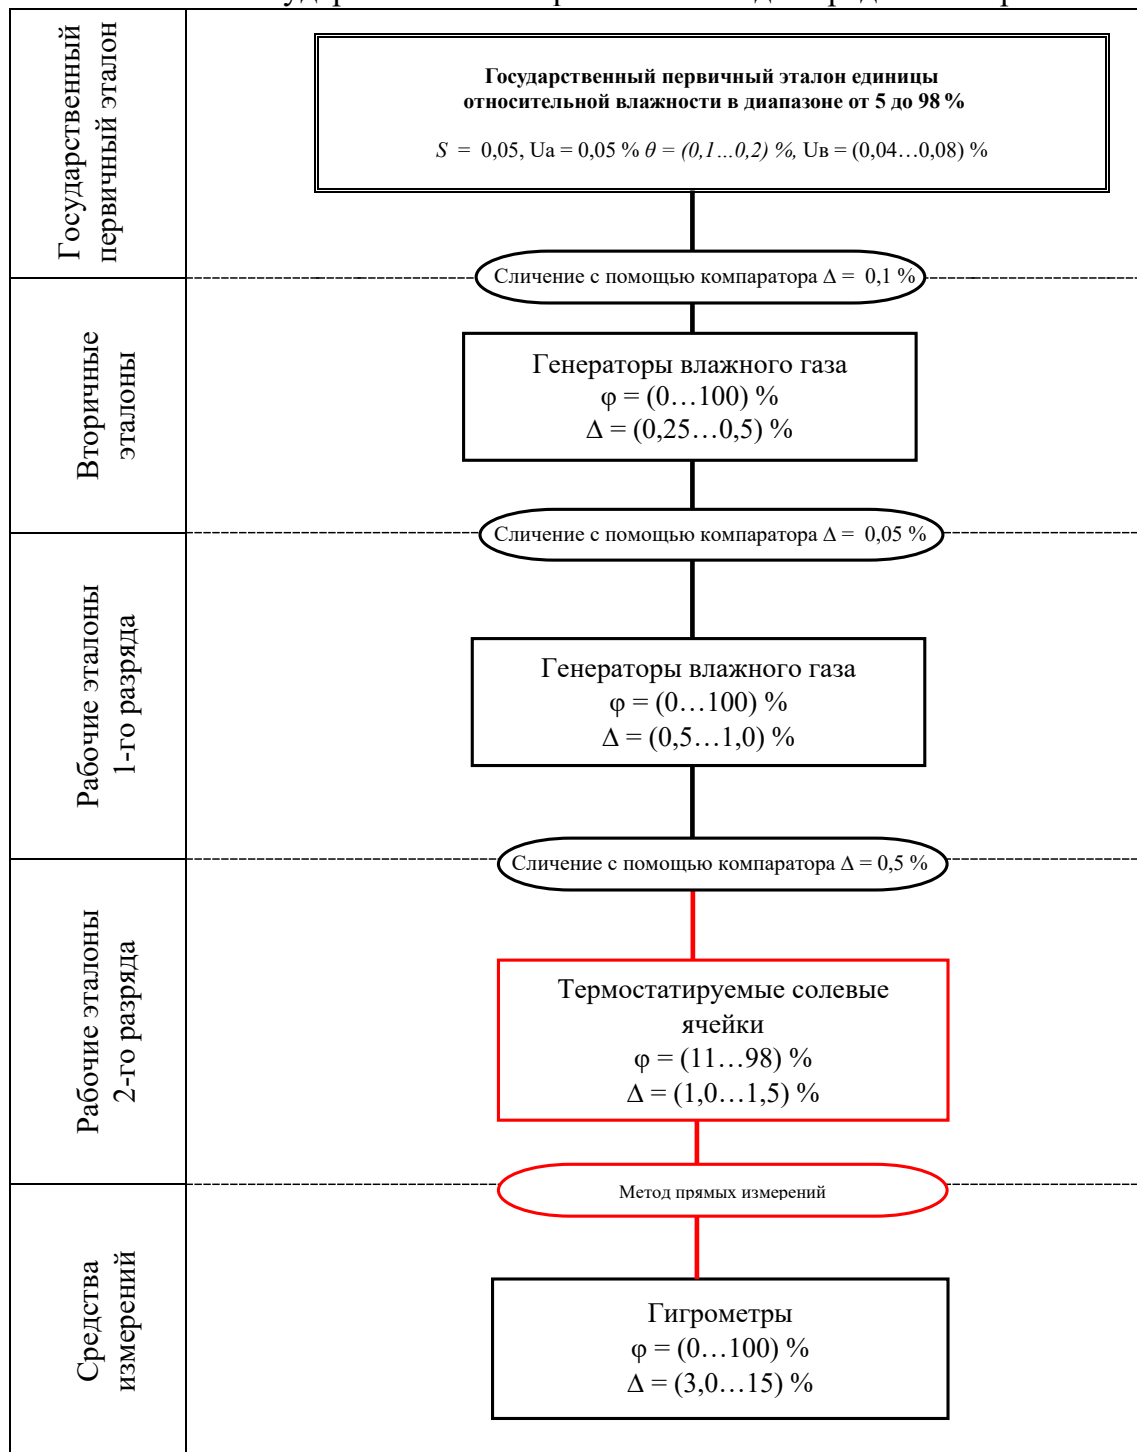 Государственный
первичный эталон
Государственный первичный эталон единицы
относительной влажности в диапазоне от 5 до 98 %
S = 0,05, Uа = 0,05 % θ = (0,1…0,2) %, Uв = (0,04…0,08) %
Сличение с помощью компаратора Δ = 0,1 %
Вторичные
эталоны
Генераторы влажного газа
φ = (0…100) %
Δ = (0,25…0,5) %
Сличение с помощью компаратора Δ = 0,05 %
Рабочие эталоны
1-го разряда
Генераторы влажного газа
φ = (0…100) %
Δ = (0,5…1,0) %
Сличение с помощью компаратора Δ = 0,5 %
Рабочие эталоны
2-го разряда
Термостатируемые солевые
ячейки
φ = (11…98) %
Δ = (1,0…1,5) %
Метод прямых измерений
Средства
измерений
Гигрометры
φ = (0…100) %
Δ = (3,0…15) %